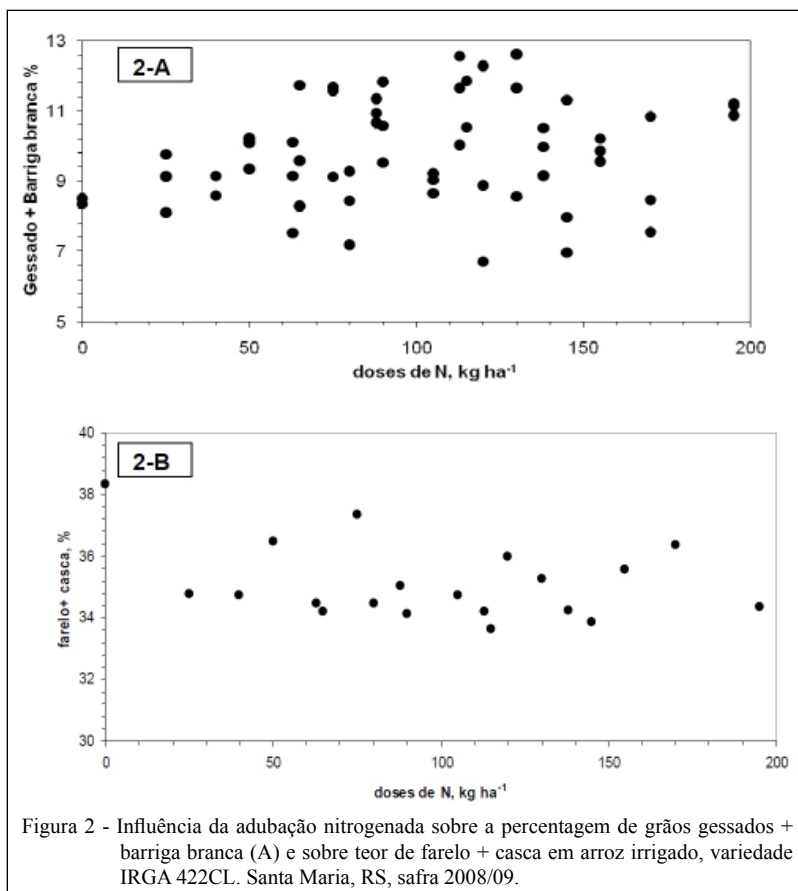 2-A
Gessado + Barriga branca %
13
11
9
7
5
0 50 100 150 200
doses de N, kg ha⁻¹
2-B
farelo+ casca, %
40
38
36
34
32
30
0 50 100 150 200
doses de N, kg ha⁻¹
Figura 2 - Influência da adubação nitrogenada sobre a percentagem de grãos gessados +
barriga branca (A) e sobre teor de farelo + casca em arroz irrigado, variedade
IRGA 422CL. Santa Maria, RS, safra 2008/09.